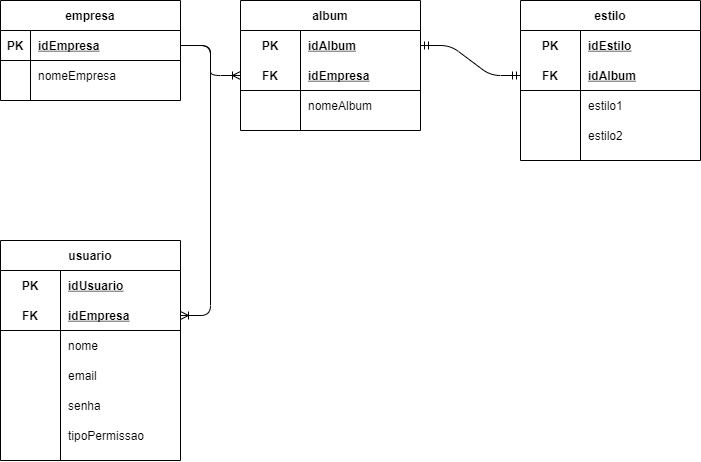 empresa
PK idEmpresa
nomeEmpresa
album
PK idAlbum
FK idEmpresa
nomeAlbum
estilo
PK idEstilo
FK idAlbum
estilo1
estilo2
usuario
PK idUsuario
FK idEmpresa
nome
email
senha
tipoPermissao